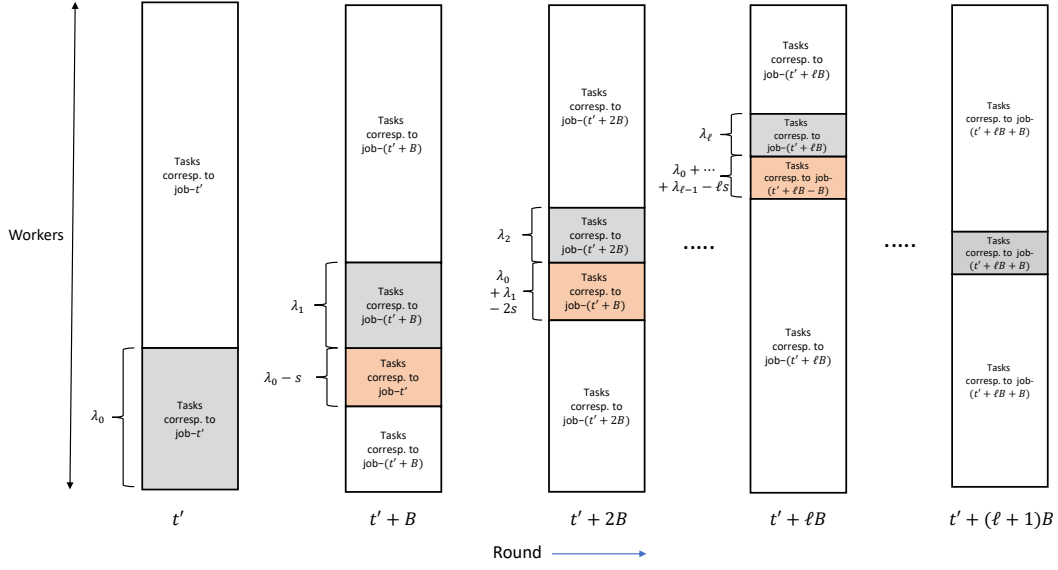 Workers
Tasks
corresp. to
job-t′
λ₀
Tasks
corresp. to
job-t′
t′
Tasks
corresp. to
job-(t′ + B)
λ₁
Tasks
corresp. to
job-(t′ + B)
λ₀ − s
Tasks
corresp. to
job-t′
Tasks
corresp. to
job-(t′ + B)
t′ + B
Tasks
corresp. to
job-(t′ + 2B)
λ₂
Tasks
corresp. to
job-(t′ + 2B)
λ₀
+ λ₁
− 2s
Tasks
corresp. to
job-(t′ + B)
Tasks
corresp. to
job-(t′ + 2B)
t′ + 2B
.....
Tasks
corresp. to
job-(t′ + ℓB)
λℓ
Tasks
corresp. to
job-(t′ + ℓB)
λ₀ + ⋯
+ λℓ₋₁ − ℓs
Tasks
corresp. to job-
(t′ + ℓB − B)
Tasks
corresp. to
job-(t′ + ℓB)
t′ + ℓB
.....
Tasks
corresp. to job-
(t′ + ℓB + B)
Tasks
corresp. to job-
(t′ + ℓB + B)
Tasks
corresp. to job-
(t′ + ℓB + B)
t′ + (ℓ + 1)B
Round